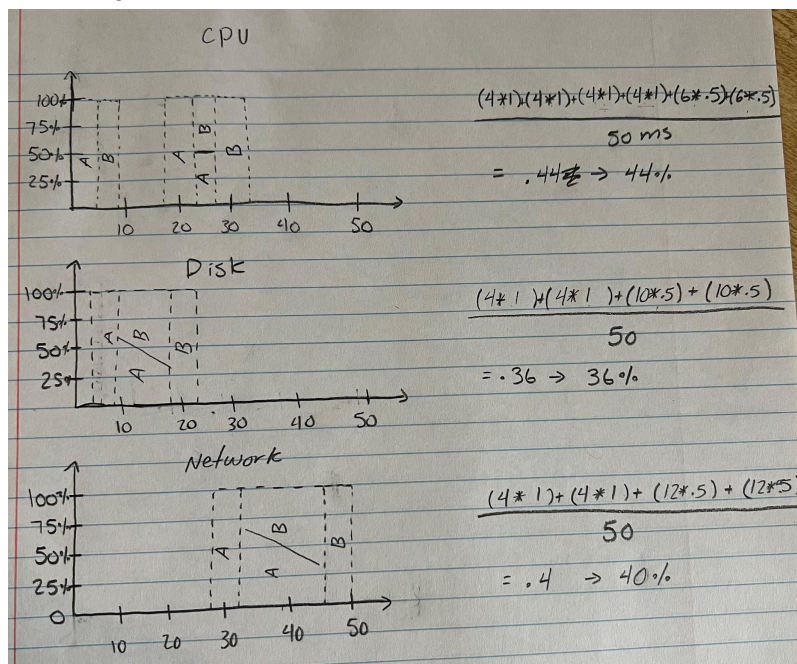 CPU
100%
75%
50%
25%
A
B
A
B
A
B
10
20
30
40
50
(4*1)+(4*1)+(4*1)+(4*1)+(6*.5)+(6*.5)
50 ms
= .44 → 44%
Disk
100%
75%
50%
25%
A
B
A
B
10
20
30
40
50
(4*1)+(4*1)+(10*.5)+(10*.5)
50
= .36 → 36%
Network
100%
75%
50%
25%
0
A
B
A
B
10
20
30
40
50
(4*1)+(4*1)+(12*.5)+(12*.5)
50
= .4 → 40%